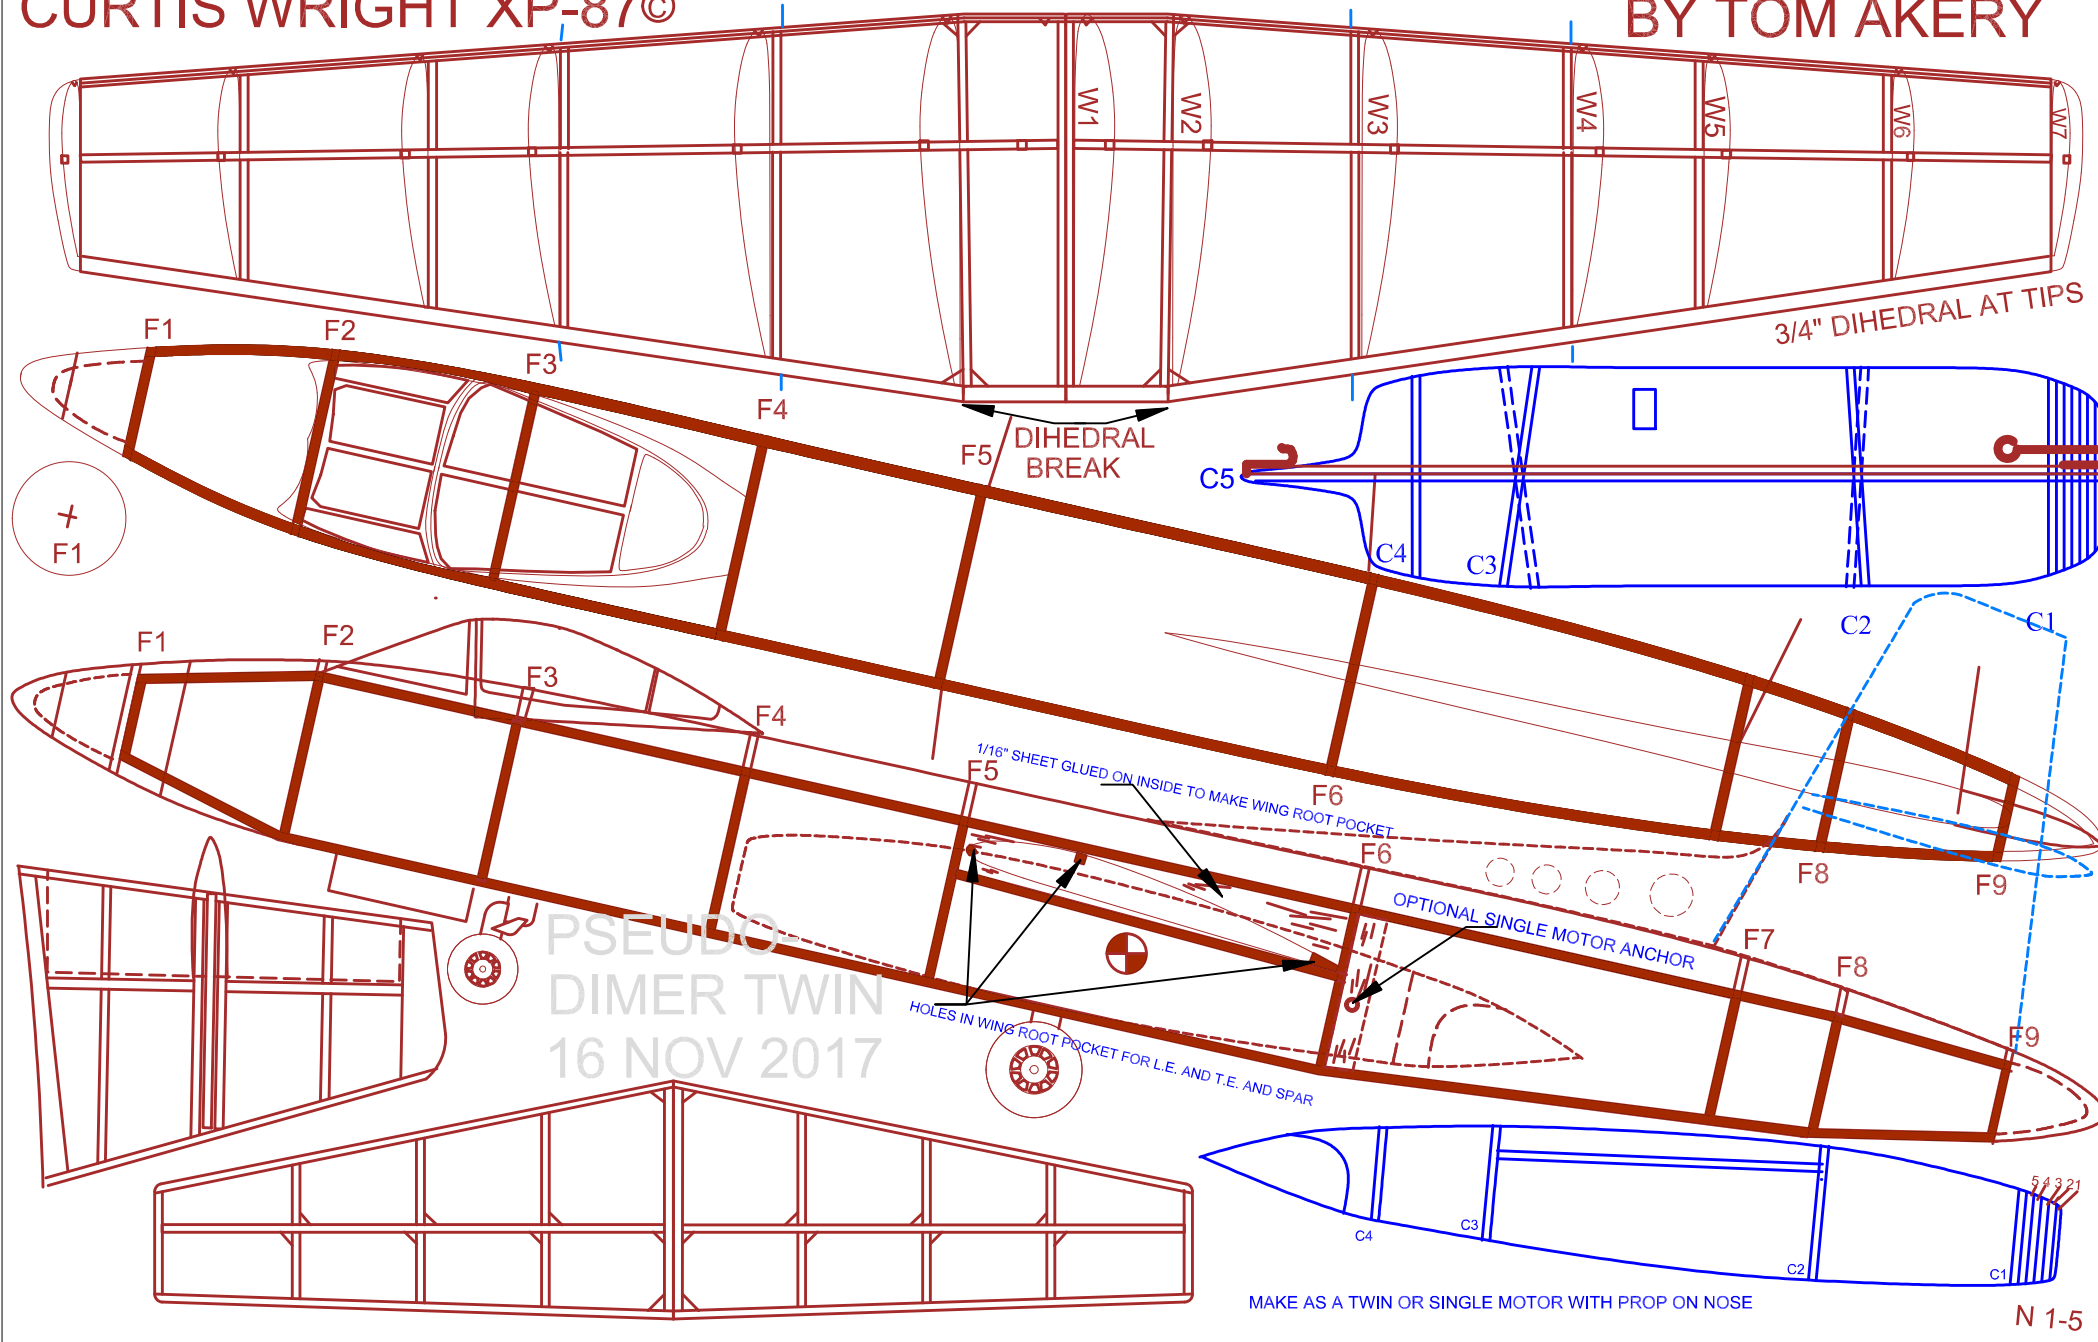 CURTIS WRIGHT XP-87©
BY TOM AKERY
W1
W2
W3
W4
W5
W6
W7
3/4" DIHEDRAL AT TIPS
F1
F2
F3
F4
F5
DIHEDRAL
BREAK
F1
C5
C4
C3
C2
C1
F6
F8
F9
F1
F2
F3
F4
F5
1/16" SHEET GLUED ON INSIDE TO MAKE WING ROOT POCKET
F6
OPTIONAL SINGLE MOTOR ANCHOR
F7
F8
F9
PSEUDO-
DIMER TWIN
16 NOV 2017
HOLES IN WING ROOT POCKET FOR L.E. AND T.E. AND SPAR
5 4 3 2 1
C4
C3
C2
C1
MAKE AS A TWIN OR SINGLE MOTOR WITH PROP ON NOSE
N 1-5